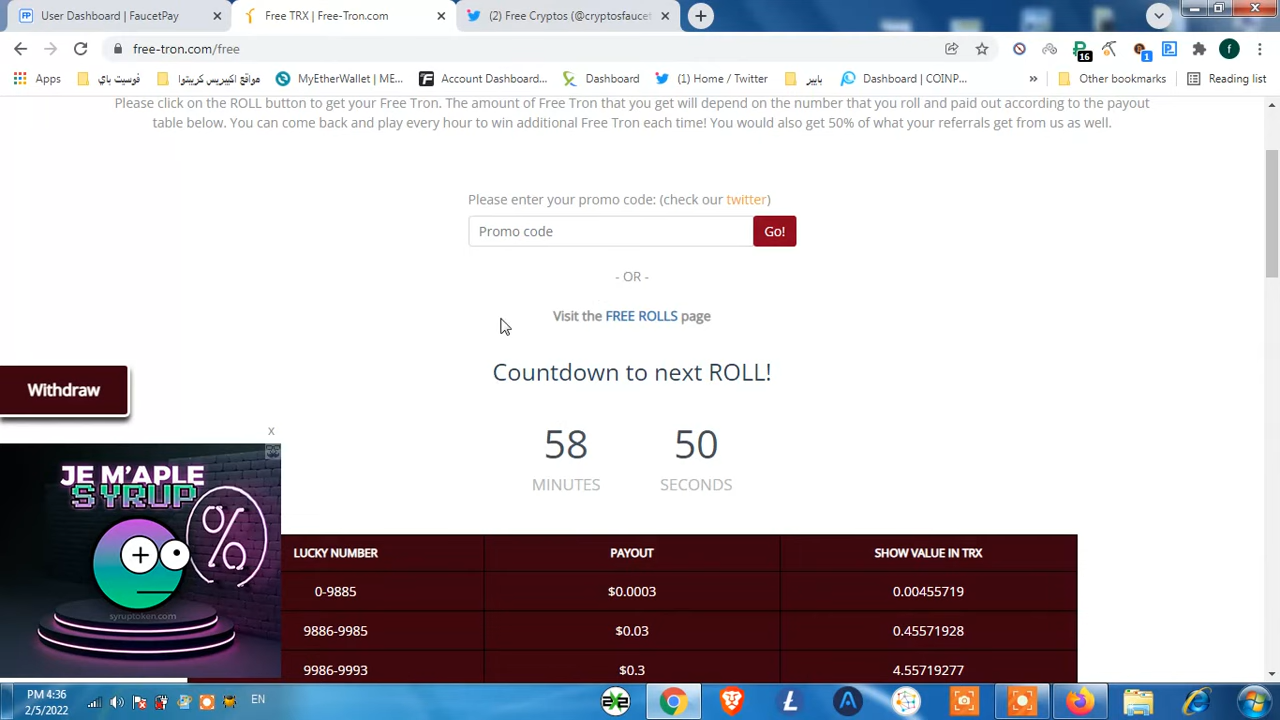 User Dashboard | FaucetPay
Free TRX | Free-Tron.com
(1) Free Cryptos (@cryptosfaucet
free-tron.com/free
16
1
f
Apps
فوسيت باي
مواقع اكبيريس كريبتوا
MyEtherWallet | ME...
Account Dashboard...
Dashboard
(1) Home / Twitter
بايير
Dashboard | COINP...
»
Other bookmarks
Reading list
Please click on the ROLL button to get your Free Tron. The amount of Free Tron that you get will depend on the number that you roll and paid out according to the payout
table below. You can come back and play every hour to win additional Free Tron each time! You would also get 50% of what your referrals get from us as well.
Please enter your promo code: (check our twitter)
Promo code
Go!
- OR -
Visit the FREE ROLLS page
Countdown to next ROLL!
Withdraw
58
50
MINUTES
SECONDS
x
JE M'APLE
SYRUP
%
syruptoken.com
LUCKY NUMBER
PAYOUT
SHOW VALUE IN TRX
0-9885
$0.0003
0.00455719
9886-9985
$0.03
0.45571928
9986-9993
$0.3
4.55719277
PM 4:36
2/5/2022
EN